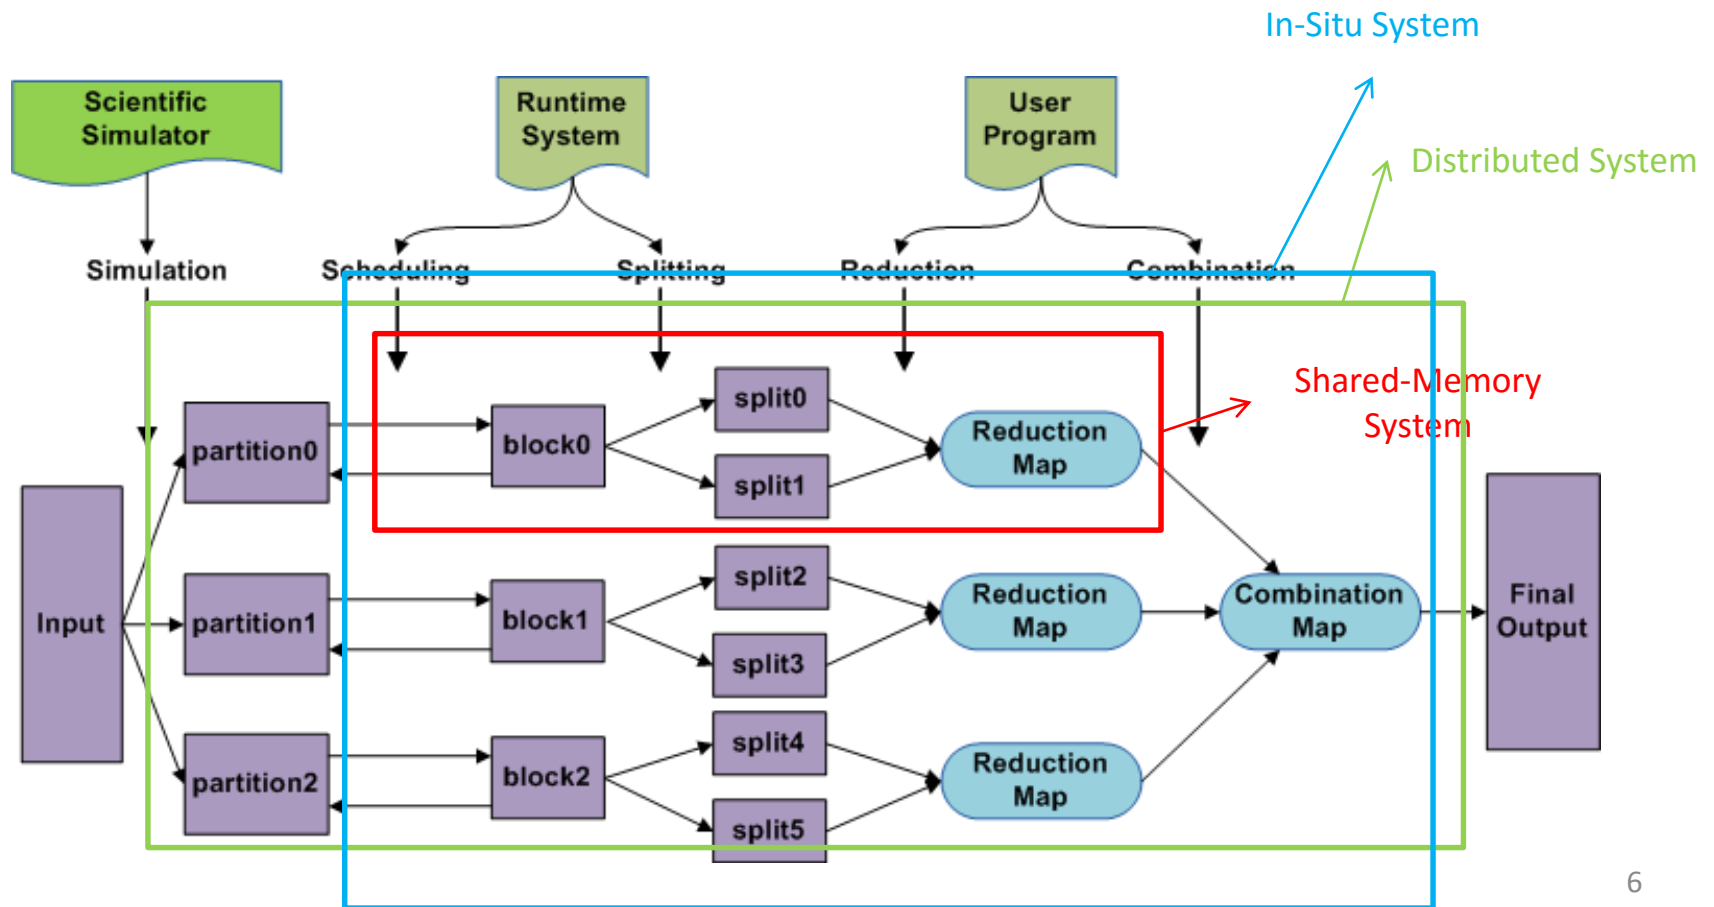 In-Situ System
Scientific
Simulator
Runtime
System
User
Program
Distributed System
Simulation
Scheduling
Splitting
Reduction
Combination
Shared-Memory
System
split0
partition0
block0
Reduction
Map
split1
split2
Input
partition1
block1
Reduction
Map
Combination
Map
Final
Output
split3
split4
partition2
block2
Reduction
Map
split5
6